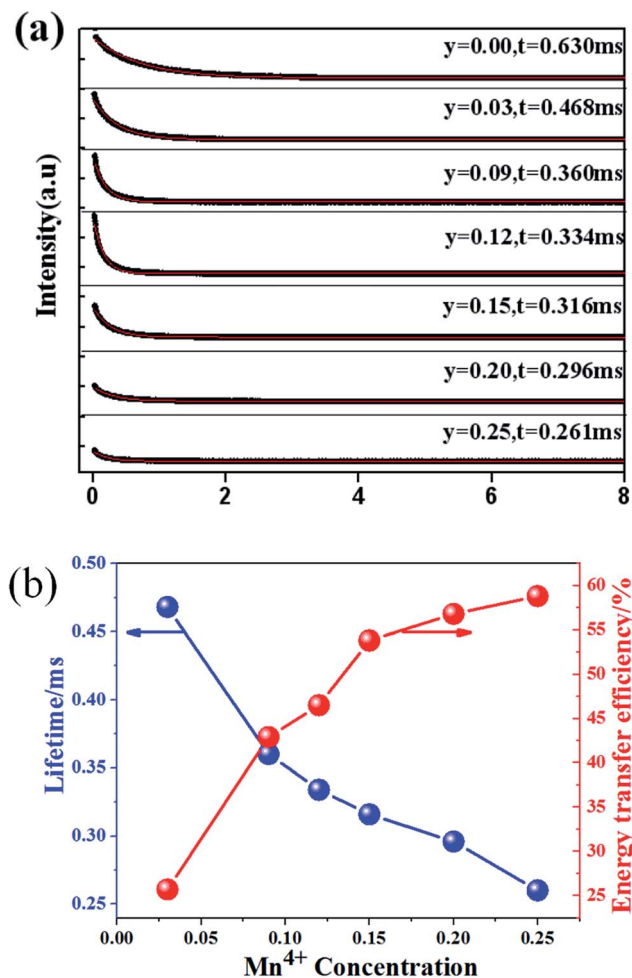 (a)
Intensity(a.u)
y=0.00,t=0.630ms
y=0.03,t=0.468ms
y=0.09,t=0.360ms
y=0.12,t=0.334ms
y=0.15,t=0.316ms
y=0.20,t=0.296ms
y=0.25,t=0.261ms
0 2 4 6 8
(b)
Lifetime/ms
0.50
0.45
0.40
0.35
0.30
0.25
60
55
50
45
40
35
30
25
Energy transfer efficiency/%
0.00 0.05 0.10 0.15 0.20 0.25
Mn⁴⁺ Concentration